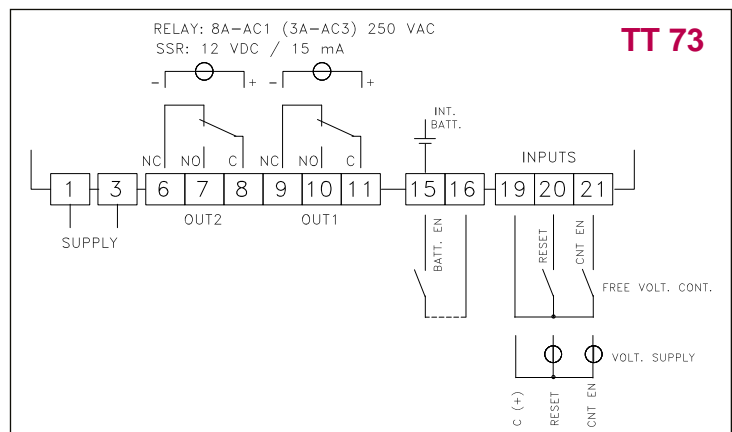 RELAY: 8A-AC1 (3A-AC3) 250 VAC
SSR: 12 VDC / 15 mA
TT 73
- + - +
INT.
BATT.
NC NO C NC NO C
INPUTS
1 3 6 7 8 9 10 11 15 16 19 20 21
OUT2 OUT1
SUPPLY
BATT. EN
RESET
CNT EN
FREE VOLT. CONT.
VOLT. SUPPLY
C (+)
RESET
CNT EN